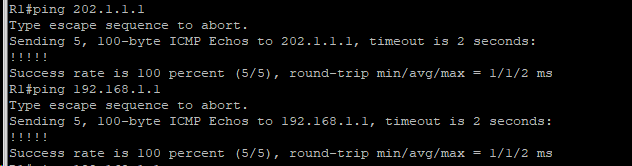 R1#ping 202.1.1.1
Type escape sequence to abort.
Sending 5, 100-byte ICMP Echos to 202.1.1.1, timeout is 2 seconds:
!!!!!
Success rate is 100 percent (5/5), round-trip min/avg/max = 1/1/2 ms
R1#ping 192.168.1.1
Type escape sequence to abort.
Sending 5, 100-byte ICMP Echos to 192.168.1.1, timeout is 2 seconds:
!!!!!
Success rate is 100 percent (5/5), round-trip min/avg/max = 1/1/2 ms